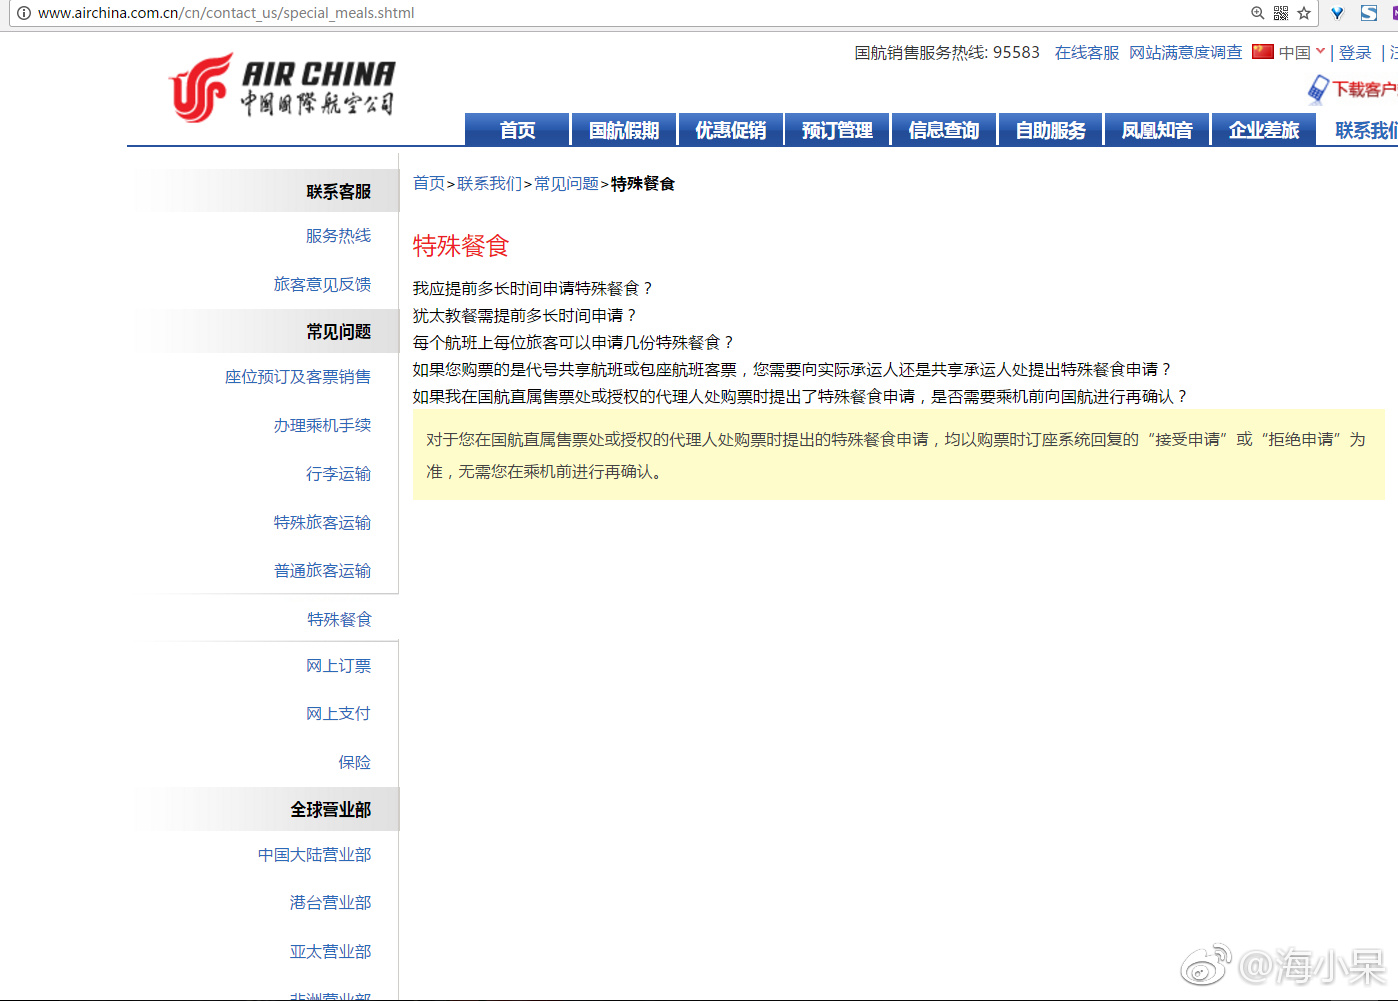 www.airchina.com.cn/cn/contact_us/special_meals.shtml
国航销售服务热线: 95583 在线客服 网站满意度调查 中国 | 登录 |
AIR CHINA
中国国际航空公司
下载客户
首页 国航假期 优惠促销 预订管理 信息查询 自助服务 凤凰知音 企业差旅 联系我们
联系客服
服务热线
旅客意见反馈
常见问题
座位预订及客票销售
办理乘机手续
行李运输
特殊旅客运输
普通旅客运输
特殊餐食
网上订票
网上支付
保险
全球营业部
中国大陆营业部
港台营业部
亚太营业部
非洲营业部
首页>联系我们>常见问题>特殊餐食
特殊餐食
我应提前多长时间申请特殊餐食？
犹太教餐需提前多长时间申请？
每个航班上每位旅客可以申请几份特殊餐食？
如果您购票的是代号共享航班或包座航班客票，您需要向实际承运人还是共享承运人处提出特殊餐食申请？
如果我在国航直属售票处或授权的代理人处购票时提出了特殊餐食申请，是否需要乘机前向国航进行再确认？
对于您在国航直属售票处或授权的代理人处购票时提出的特殊餐食申请，均以购票时订座系统回复的“接受申请”或“拒绝申请”为
准，无需您在乘机前进行再确认。
@海小呆